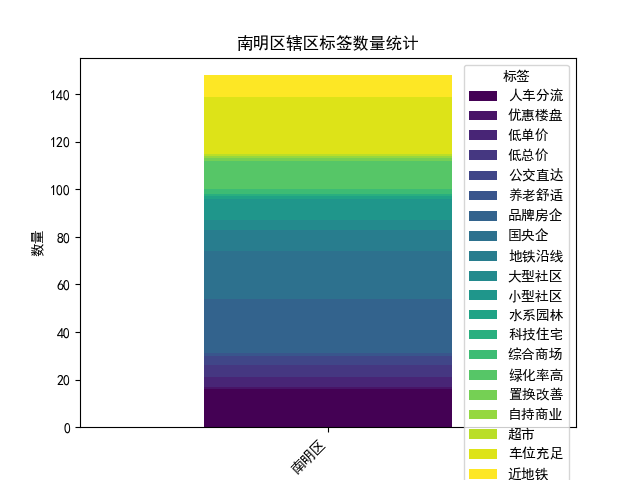 南明区辖区标签数量统计
数量
140
120
100
80
60
40
20
0
南明区
标签
人车分流
优惠楼盘
低单价
低总价
公交直达
养老舒适
品牌房企
国央企
地铁沿线
大型社区
小型社区
水系园林
科技住宅
综合商场
绿化率高
置换改善
自持商业
超市
车位充足
近地铁